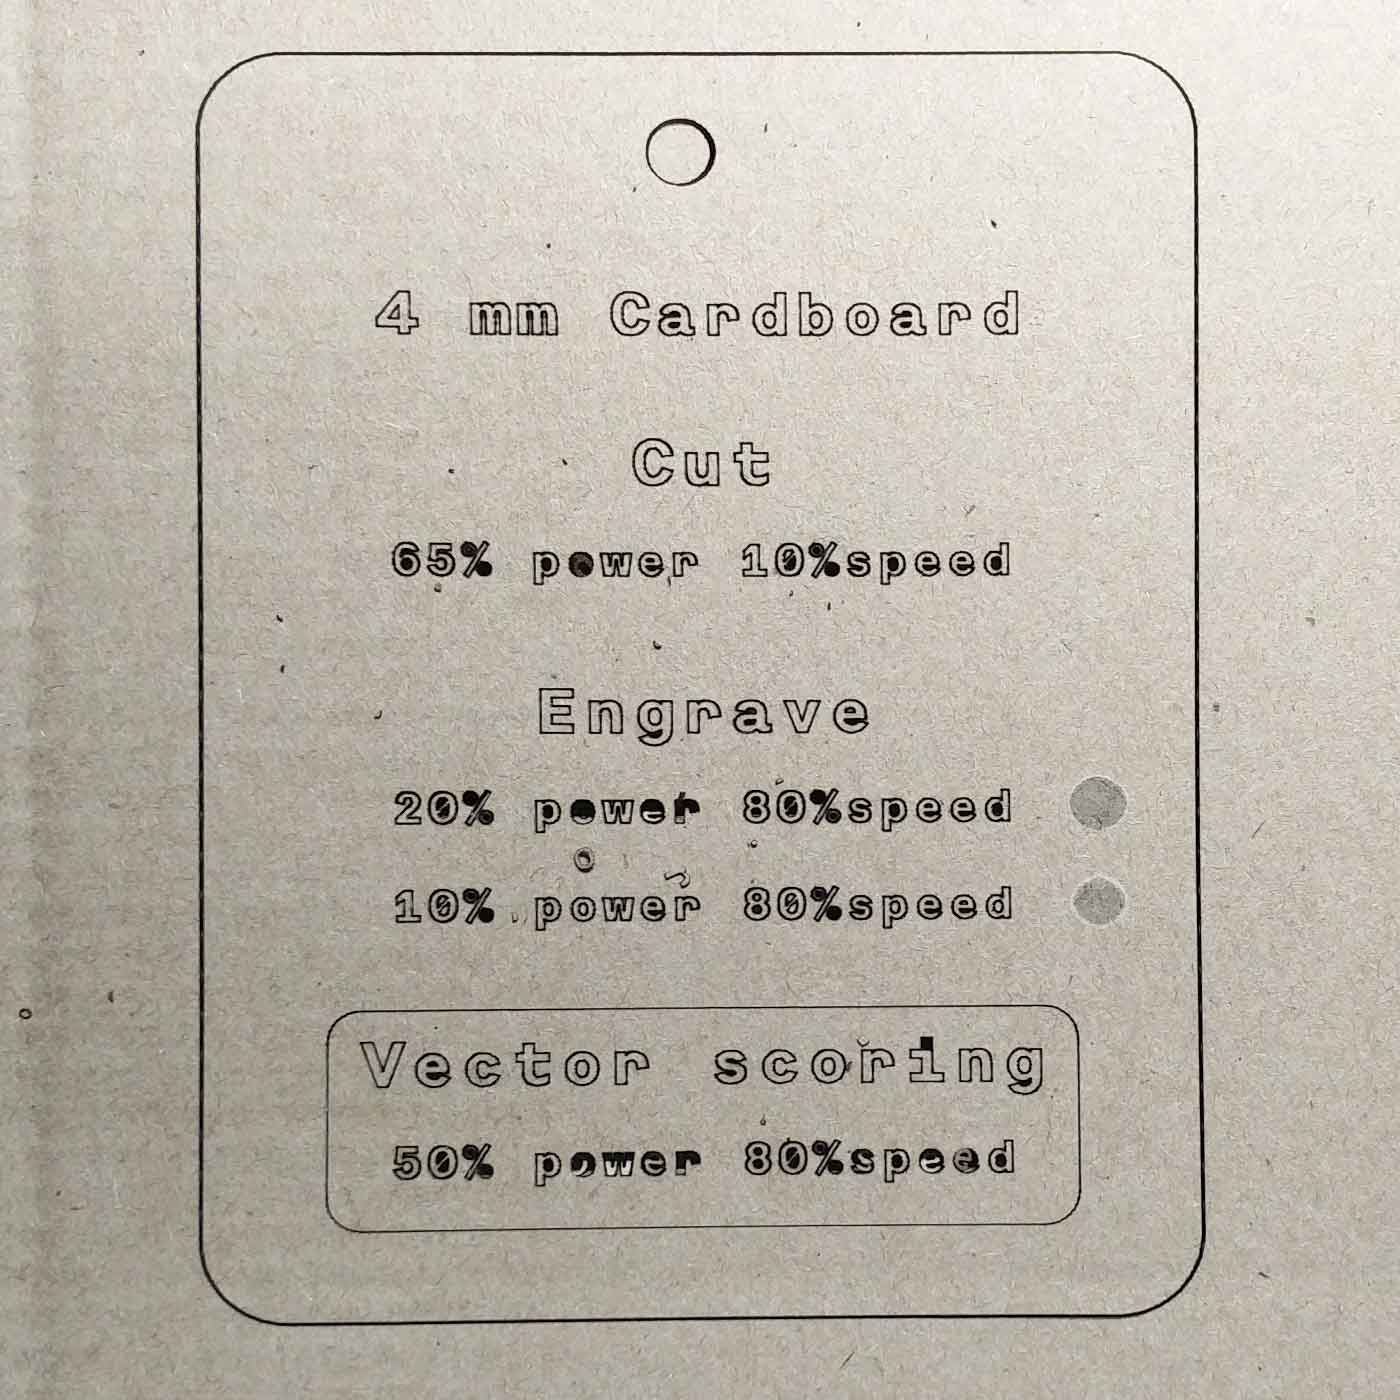 4 mm Cardboard
Cut
65% power 10%speed
Engrave
20% power 80%speed
10% power 80%speed
Vector scoring
50% power 80%speed